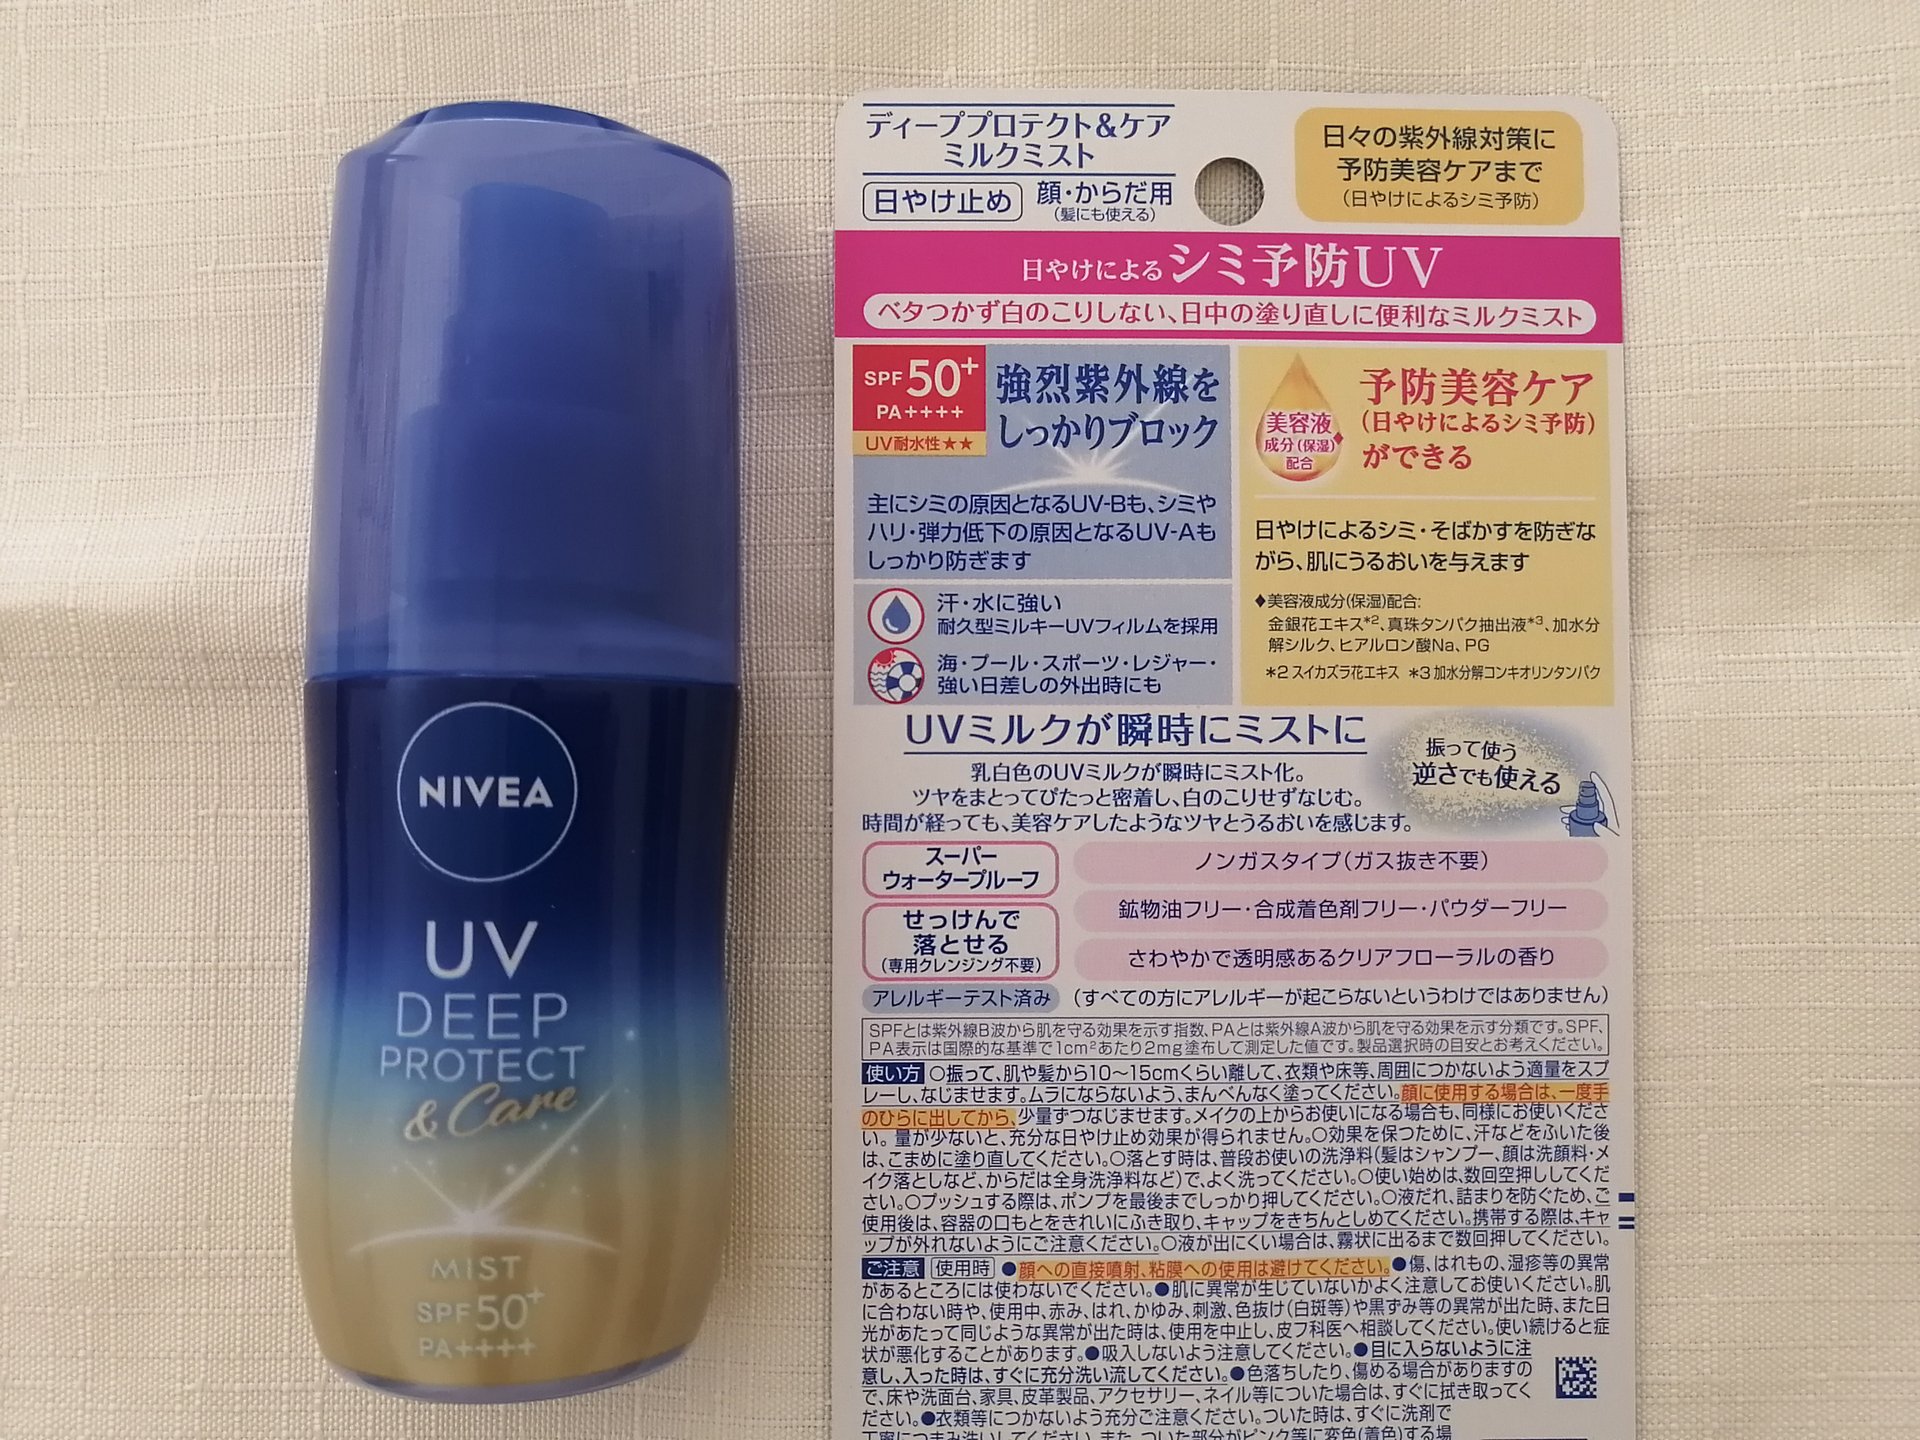 NIVEA
UV
DEEP
PROTECT
& Care
MIST
SPF50+
PA++++
ディーププロテクト&ケア
ミルクミスト
日やけ止め
顔・からだ用
(髪にも使える)
日々の紫外線対策に
予防美容ケアまで
(日やけによるシミ予防)
日やけによるシミ予防UV
ベタつかず白のこりしない、日中の塗り直しに便利なミルクミスト
SPF50+
PA++++
UV耐水性★★
強烈紫外線を
しっかりブロック
主にシミの原因となるUV-Bも、シミや
ハリ・弾力低下の原因となるUV-Aも
しっかり防ぎます
汗・水に強い
耐久型ミルキーUVフィルムを採用
海・プール・スポーツ・レジャー・
強い日差しの外出時にも
美容液
成分(保湿)◆
配合
予防美容ケア
(日やけによるシミ予防)
ができる
日やけによるシミ・そばかすを防ぎな
がら、肌にうるおいを与えます
◆美容液成分(保湿)配合:
金銀花エキス*2、真珠タンパク抽出液*3、加水分
解シルク、ヒアルロン酸Na、PG
*2 スイカズラ花エキス *3 加水分解コンキオリンタンパク
UVミルクが瞬時にミストに
乳白色のUVミルクが瞬時にミスト化。
ツヤをまとってぴたっと密着し、白のこりせずなじむ。
時間が経っても、美容ケアしたようなツヤとうるおいを感じます。
振って使う
逆さでも使える
スーパー
ウォータープルーフ
ノンガスタイプ(ガス抜き不要)
せっけんで
落とせる
(専用クレンジング不要)
鉱物油フリー・合成着色剤フリー・パウダーフリー
さわやかで透明感あるクリアフローラルの香り
アレルギーテスト済み (すべての方にアレルギーが起こらないというわけではありません)
SPFとは紫外線B波から肌を守る効果を示す指数、PAとは紫外線A波から肌を守る効果を示す分類です。SPF、
PA表示は国際的な基準で1cm²あたり2mg塗布して測定した値です。製品選択時の目安とお考えください。
使い方 ○振って、肌や髪から10~15cmくらい離して、衣類や床等、周囲につかないよう適量をスプ
レーし、なじませます。ムラにならないよう、まんべんなく塗ってください。顔に使用する場合は、一度手
のひらに出してから、少量ずつなじませます。メイクの上からお使いになる場合も、同様にお使いくださ
い。量が少ないと、充分な日やけ止め効果が得られません。○効果を保つために、汗などをふいた後
は、こまめに塗り直してください。○落とす時は、普段お使いの洗浄料(髪はシャンプー、顔は洗顔料・メ
イク落としなど、からだは全身洗浄料など)で、よく洗ってください。○使い始めは、数回空押ししてくだ
さい。○プッシュする際は、ポンプを最後までしっかり押してください。○液だれ、詰まりを防ぐため、ご
使用後は、容器の口もとをきれいにふき取り、キャップをきちんとしめてください。携帯する際は、キャ
ップが外れないようにご注意ください。○液が出にくい場合は、霧状に出るまで数回押してください。
ご注意 使用時 ●顔への直接噴射、粘膜への使用は避けてください。●傷、はれもの、湿疹等の異常
があるところには使わないでください。●肌に異常が生じていないかよく注意してお使いください。肌
に合わない時や、使用中、赤み、はれ、かゆみ、刺激、色抜け(白斑等)や黒ずみ等の異常が出た時、また日
光があたって同じような異常が出た時は、使用を中止し、皮フ科医へ相談してください。使い続けると症
状が悪化することがあります。●吸入しないよう注意してください。●目に入らないように注
意し、入った時は、すぐに充分洗い流してください。●色落ちしたり、傷める場合がありますの
で、床や洗面台、家具、皮革製品、アクセサリー、ネイル等についた場合は、すぐに拭き取ってく
ださい。●衣類等につかないよう充分ご注意ください。ついた時は、すぐに洗剤で
丁寧につまみ洗いしてください。また、ついた部分がピンク等に変色(着色)する場